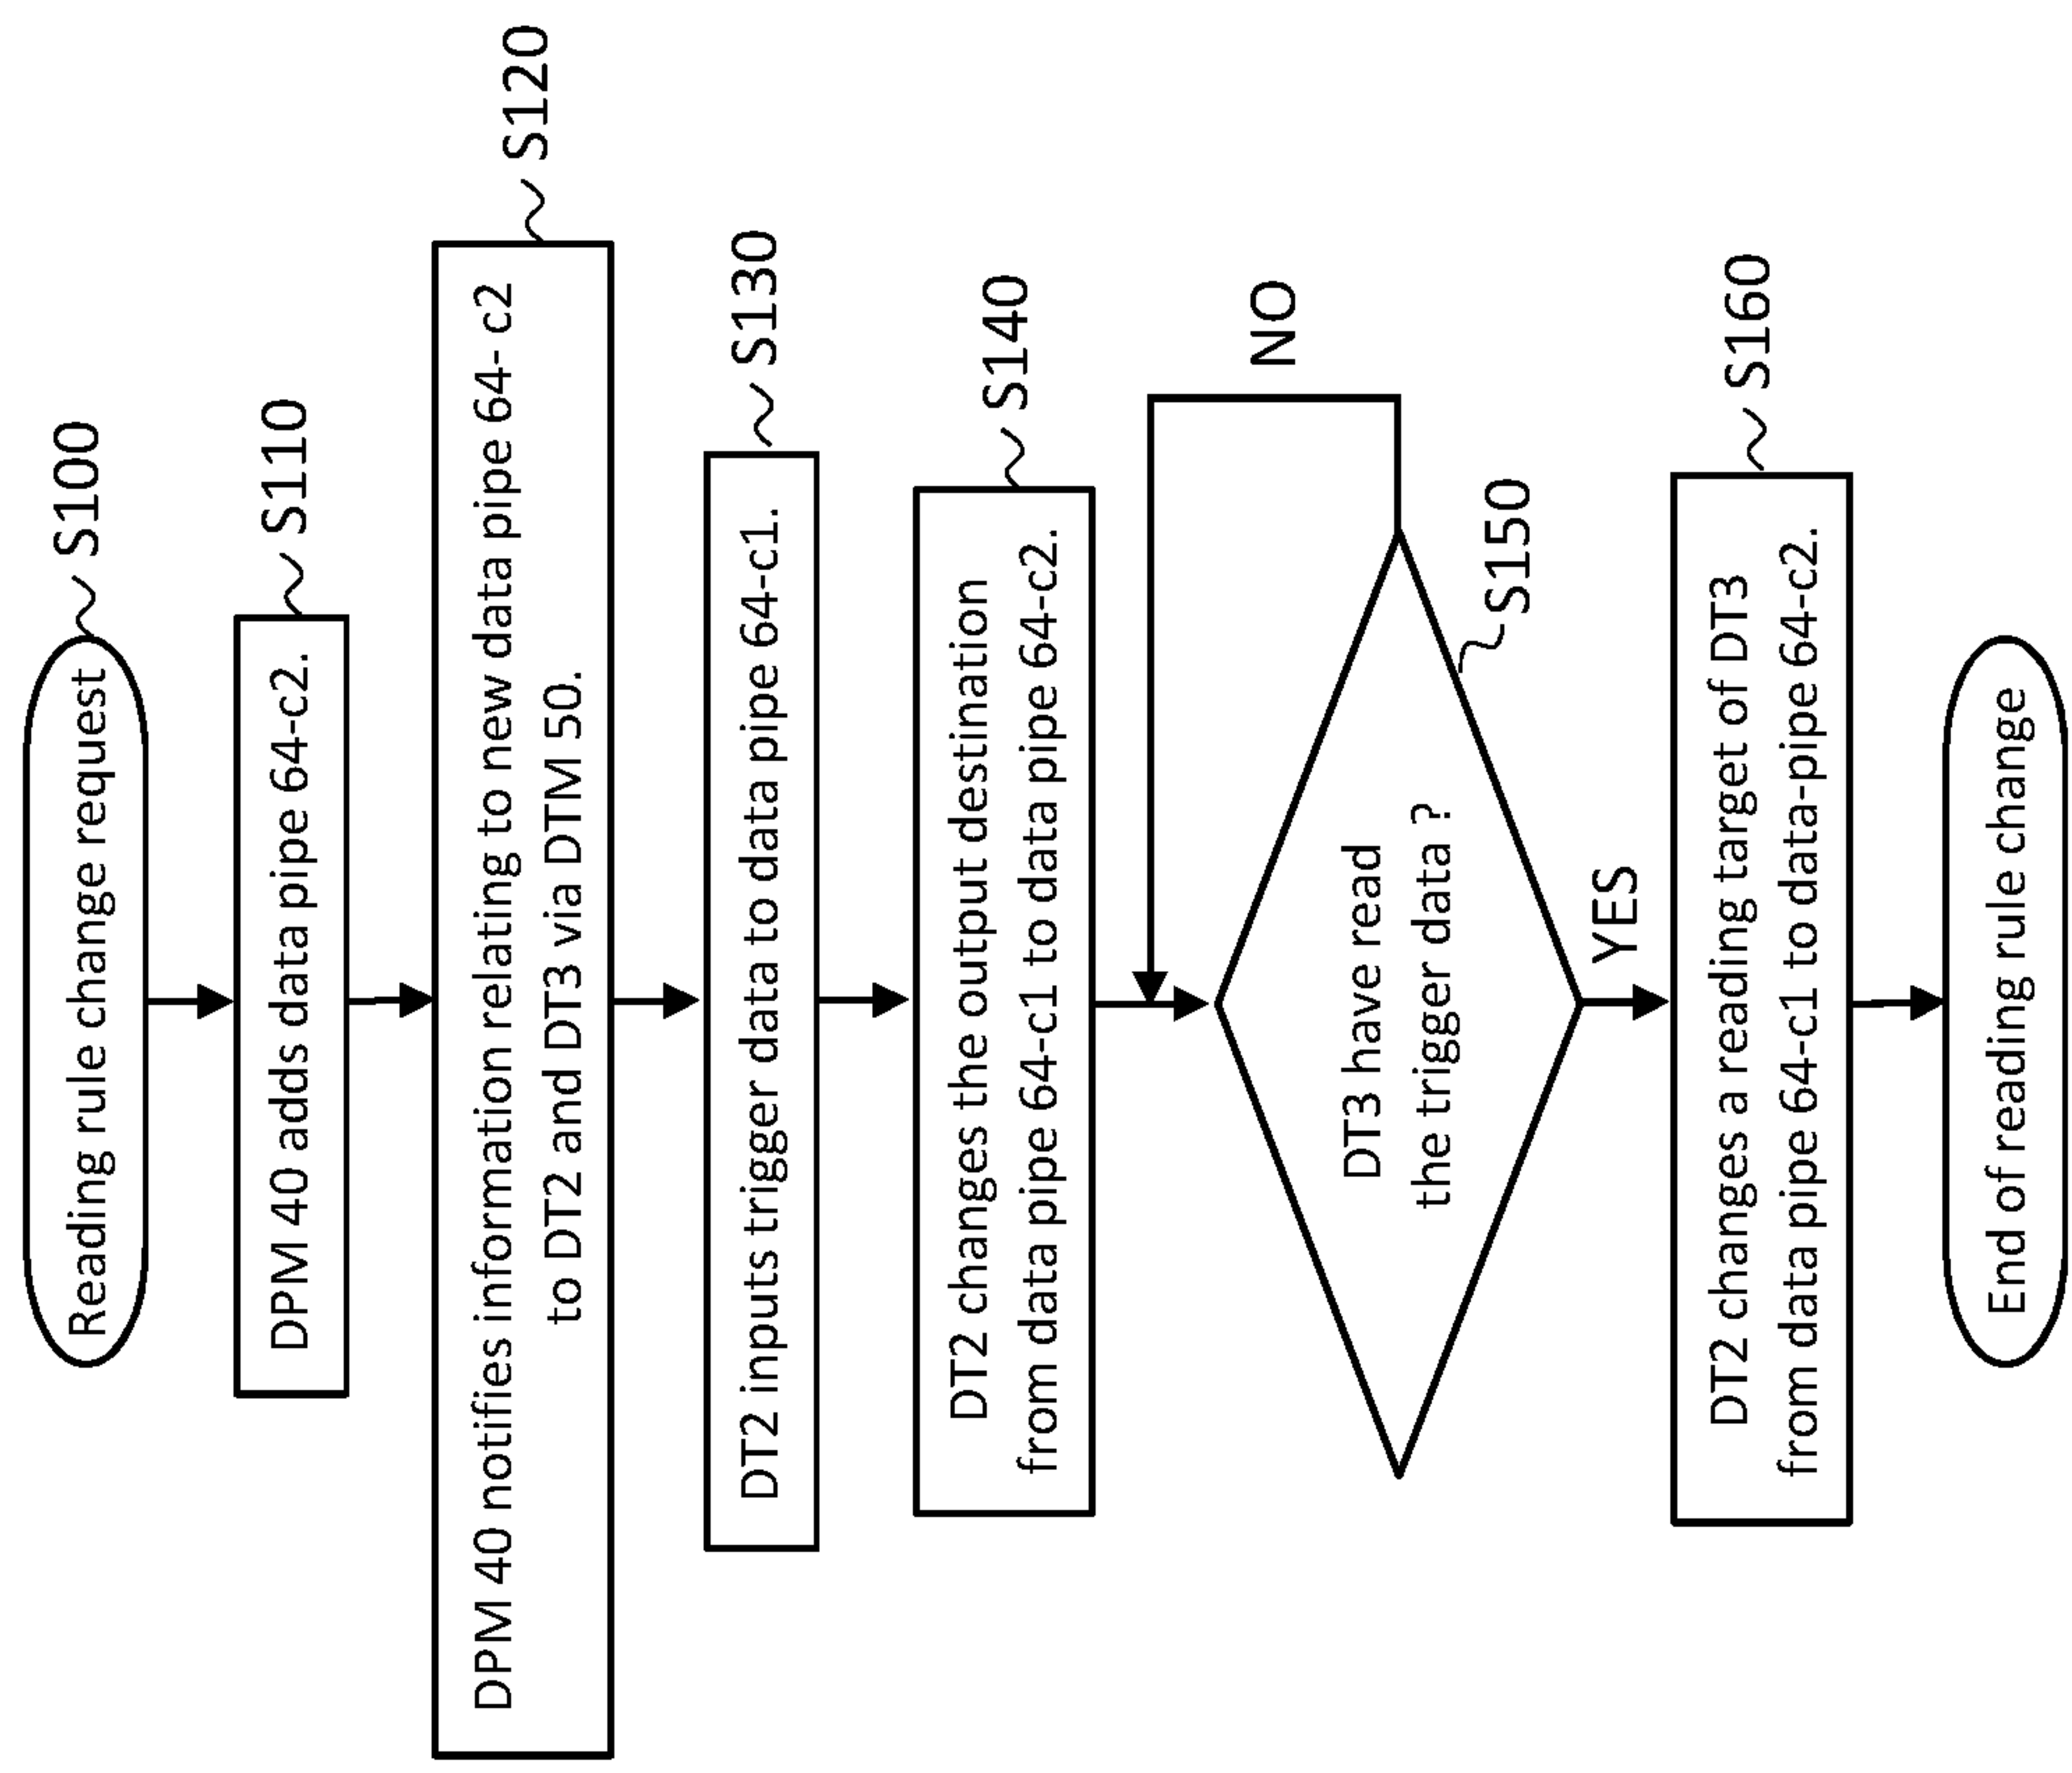 Reading rule change request
S100
DPM 40 adds data pipe 64-c2.
S110
DPM 40 notifies information relating to new data pipe 64- c2
to DT2 and DT3 via DTM 50.
S120
DT2 inputs trigger data to data pipe 64-c1.
S130
DT2 changes the output destination
from data pipe 64-c1 to data pipe 64-c2.
S140
DT3 have read
the trigger data ?
S150
NO
YES
DT2 changes a reading target of DT3
from data pipe 64-c1 to data-pipe 64-c2.
S160
End of reading rule change